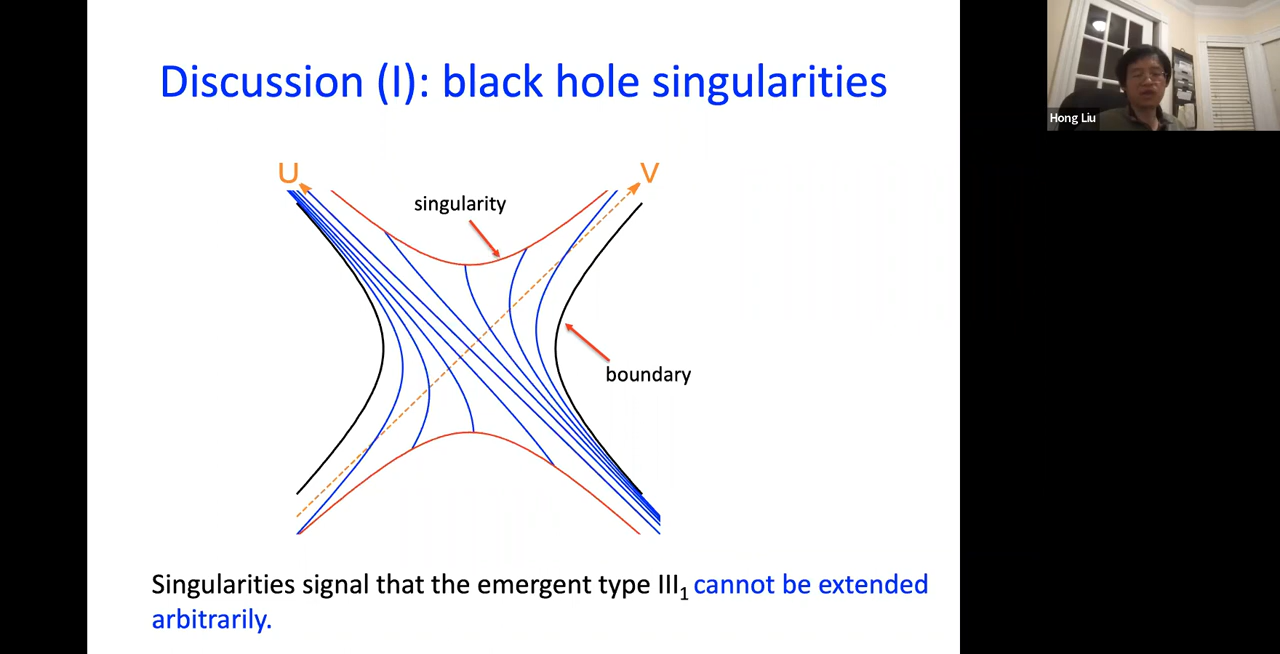 Discussion (I): black hole singularities
Hong Liu
U
V
singularity
boundary
Singularities signal that the emergent type III₁ cannot be extended
arbitrarily.